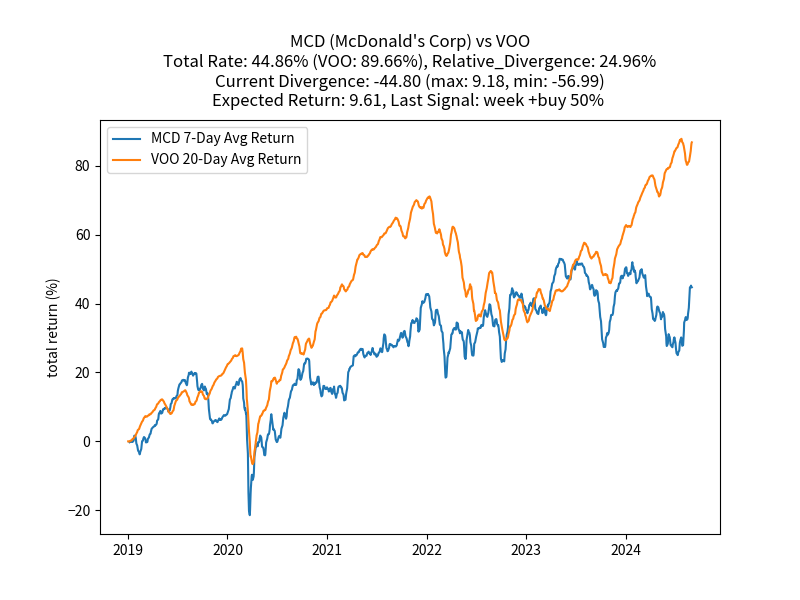 MCD (McDonald's Corp) vs VOO
Total Rate: 44.86% (VOO: 89.66%), Relative_Divergence: 24.96%
Current Divergence: -44.80 (max: 9.18, min: -56.99)
Expected Return: 9.61, Last Signal: week +buy 50%
MCD 7-Day Avg Return
VOO 20-Day Avg Return
total return (%)
80
60
40
20
0
−20
2019
2020
2021
2022
2023
2024